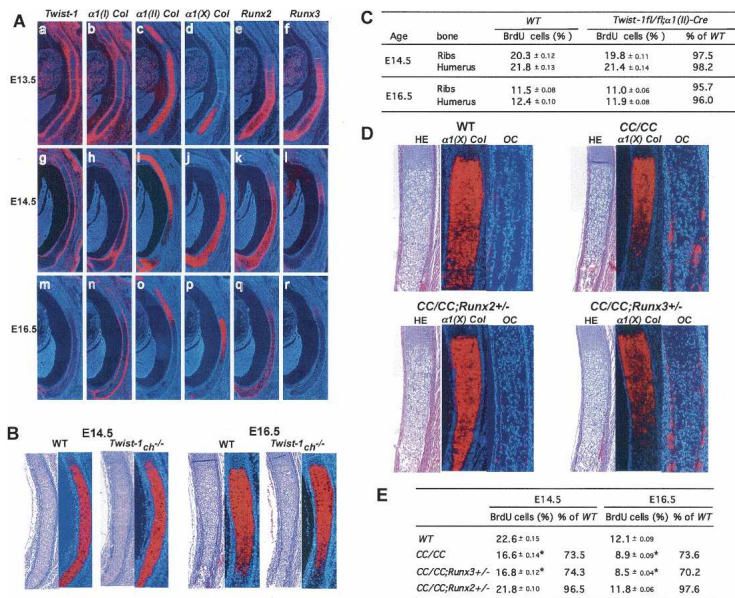 A
Twist-1 α1(I) Col α1(II) Col α1(X) Col Runx2 Runx3
E13.5
a b c d e f
E14.5
g h i j k l
E16.5
m n o p q r
B
E14.5 E16.5
WT Twist-1ch-/- WT Twist-1ch-/-
C
WT Twist-1fl/fl;α1(II)-Cre
Age bone BrdU cells (%) BrdU cells (%) % of WT
E14.5 Ribs 20.3 ± 0.12 19.8 ± 0.11 97.5
Humerus 21.8 ± 0.13 21.4 ± 0.14 98.2
E16.5 Ribs 11.5 ± 0.08 11.0 ± 0.06 95.7
Humerus 12.4 ± 0.10 11.9 ± 0.08 96.0
D
WT CC/CC
HE α1(X) Col OC HE α1(X) Col OC
CC/CC;Runx2+/- CC/CC;Runx3+/-
HE α1(X) Col OC HE α1(X) Col OC
E
E14.5 E16.5
BrdU cells (%) % of WT BrdU cells (%) % of WT
WT 22.6 ± 0.15 12.1 ± 0.09
CC/CC 16.6 ± 0.14* 73.5 8.9 ± 0.09* 73.6
CC/CC;Runx3+/- 16.8 ± 0.12* 74.3 8.5 ± 0.04* 70.2
CC/CC;Runx2+/- 21.8 ± 0.10 96.5 11.8 ± 0.06 97.6